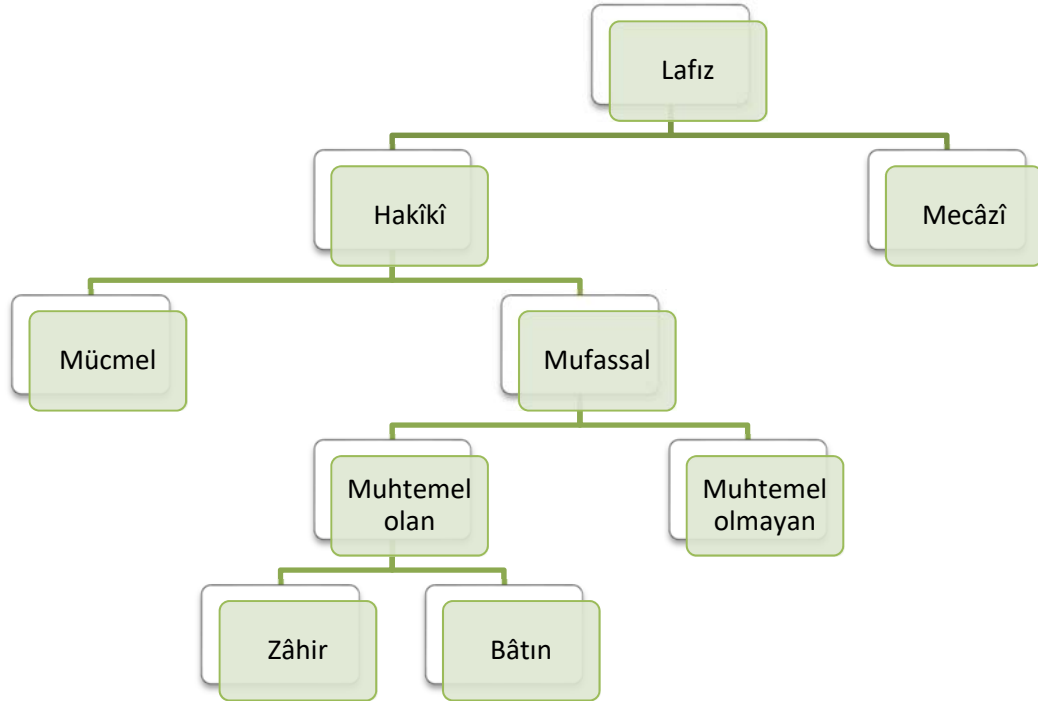 Lafız
Hakîkî
Mecâzî
Mücmel
Mufassal
Muhtemel
olan
Muhtemel
olmayan
Zâhir
Bâtın